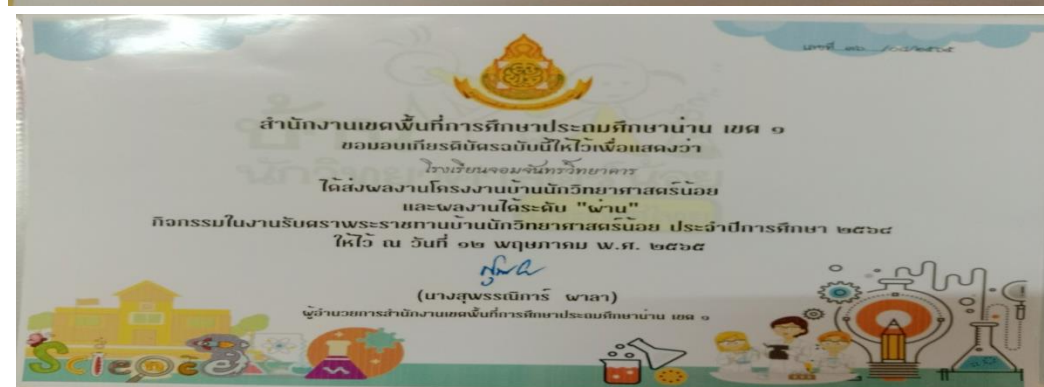 สำนักงานเขตพื้นที่การศึกษาประถมศึกษาน่าน เขต ๑
ขอมอบเกียรติบัตรฉบับนี้ให้ไว้เพื่อแสดงว่า
โรงเรียนจอมจันทร์วิทยาคาร
ได้ส่งผลงานโครงงานบ้านนักวิทยาศาสตร์น้อย
และผลงานได้ระดับ "ผ่าน"
กิจกรรมในงานรับตราพระราชทานบ้านนักวิทยาศาสตร์น้อย ประจำปีการศึกษา ๒๕๖๔
ให้ไว้ ณ วันที่ ๑๒ พฤษภาคม พ.ศ. ๒๕๖๕
(นางสุพรรณิการ์ ผาลา)
ผู้อำนวยการสำนักงานเขตพื้นที่การศึกษาประถมศึกษาน่าน เขต ๑
Science